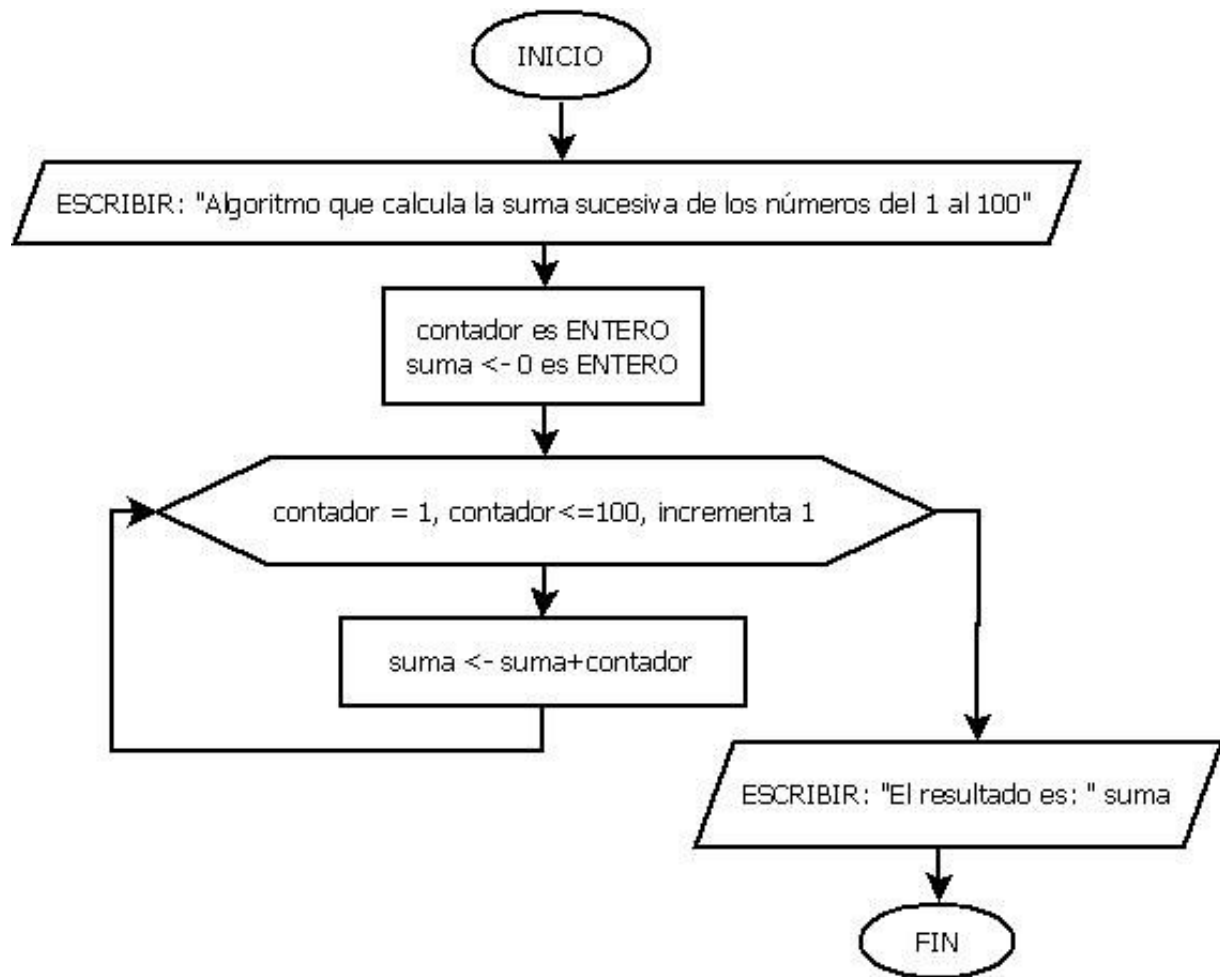 INICIO
ESCRIBIR: "Algoritmo que calcula la suma sucesiva de los números del 1 al 100"
contador es ENTERO
suma <- 0 es ENTERO
contador = 1, contador<=100, incrementa 1
suma <- suma+contador
ESCRIBIR: "El resultado es: " suma
FIN